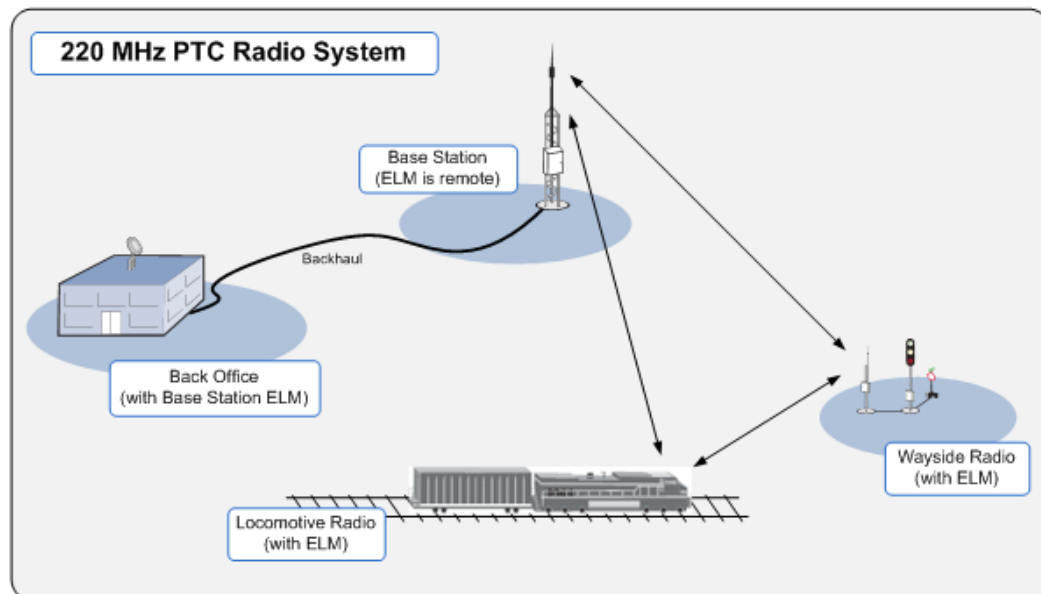 220 MHz PTC Radio System
Base Station
(ELM is remote)
Backhaul
Back Office
(with Base Station ELM)
Wayside Radio
(with ELM)
Locomotive Radio
(with ELM)